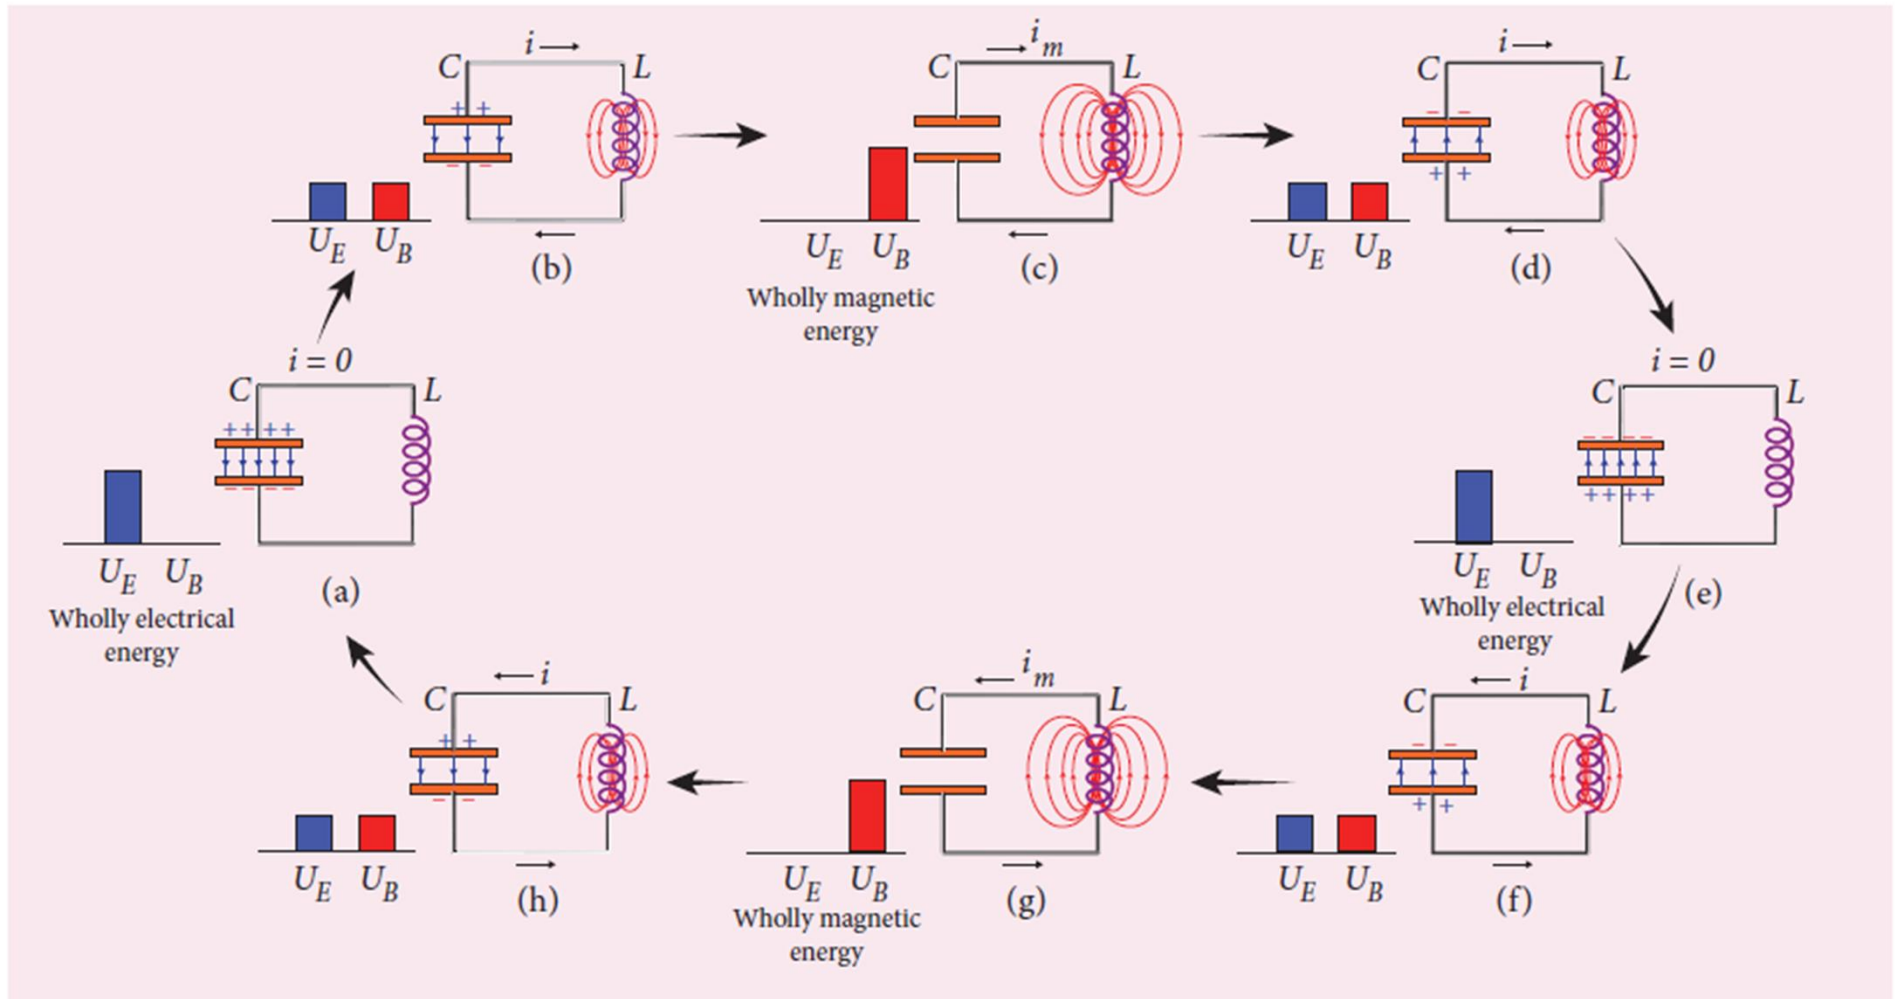 i → i_m → i →
C L C L C L
+ + - -
- - + +
U_E U_B U_E U_B U_E U_B
(b) (c) (d)
Wholly magnetic
energy
i = 0 i = 0
C L C L
++ ++ - - - -
- - - - ++ ++
U_E U_B U_E U_B
(a) (e)
Wholly electrical Wholly electrical
energy energy
← i ← i_m ← i
C L C L C L
+ + - -
- - + +
U_E U_B U_E U_B U_E U_B
(h) (g) (f)
Wholly magnetic
energy